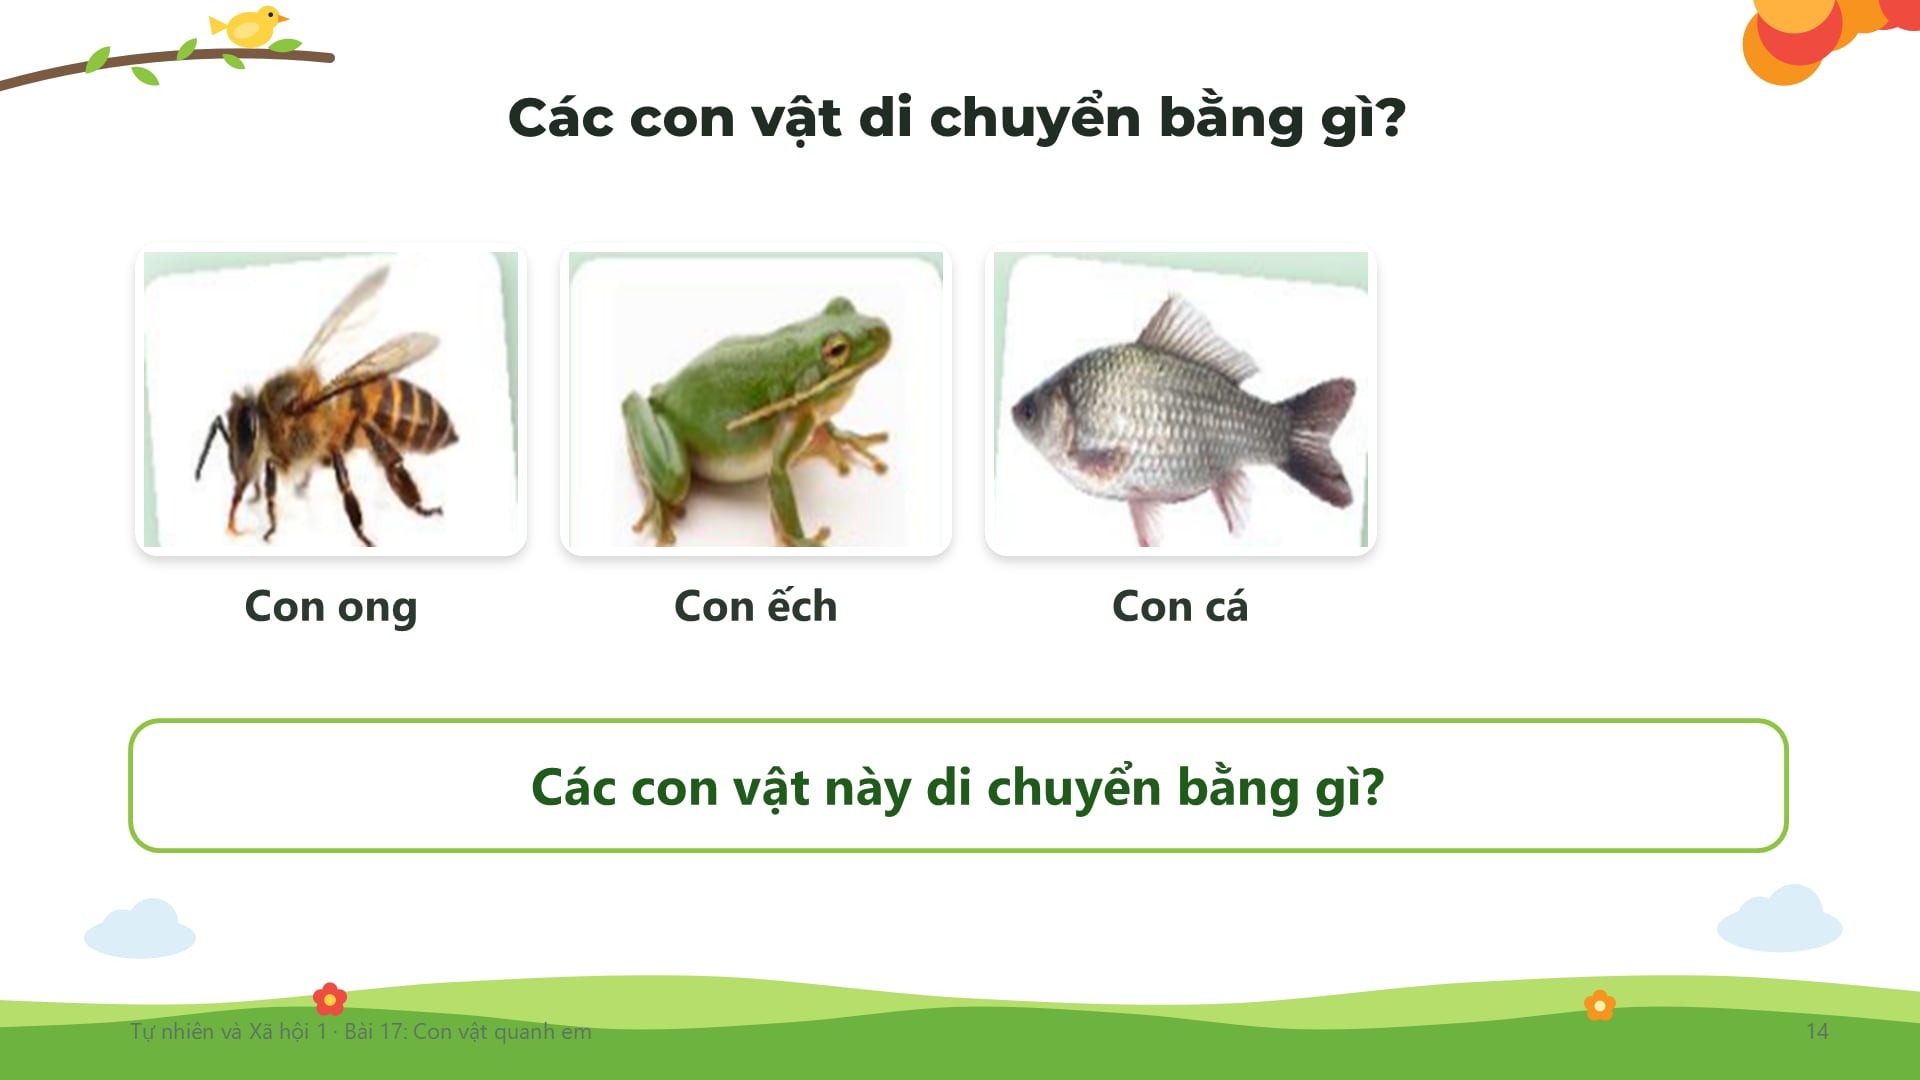 Các con vật di chuyển bằng gì?
Con ong
Con ếch
Con cá
Các con vật này di chuyển bằng gì?
Tự nhiên và Xã hội 1 · Bài 17: Con vật quanh em
14